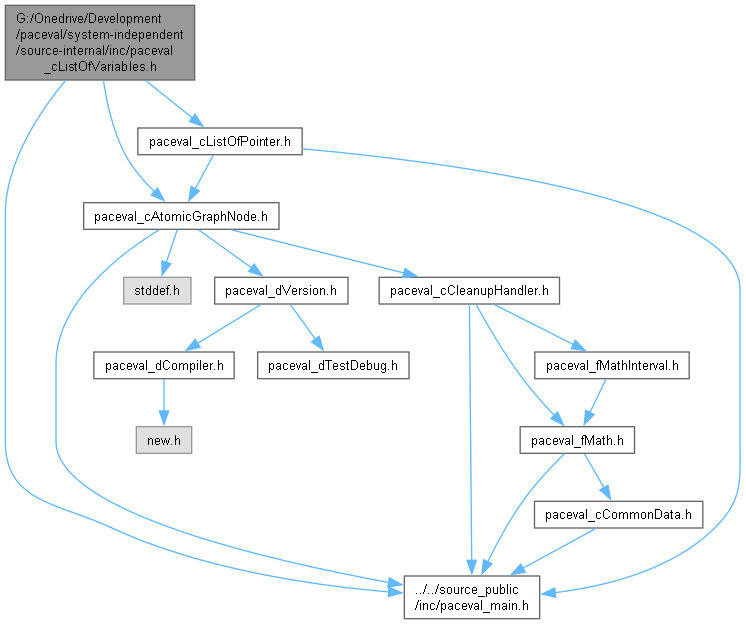 G:/Onedrive/Development
/paceval/system-independent
/source-internal/inc/paceval
_cListOfVariables.h
paceval_cListOfPointer.h
paceval_cAtomicGraphNode.h
stddef.h
paceval_dVersion.h
paceval_cCleanupHandler.h
paceval_dCompiler.h
paceval_dTestDebug.h
paceval_fMathInterval.h
new.h
paceval_fMath.h
paceval_cCommonData.h
../../source_public
/inc/paceval_main.h